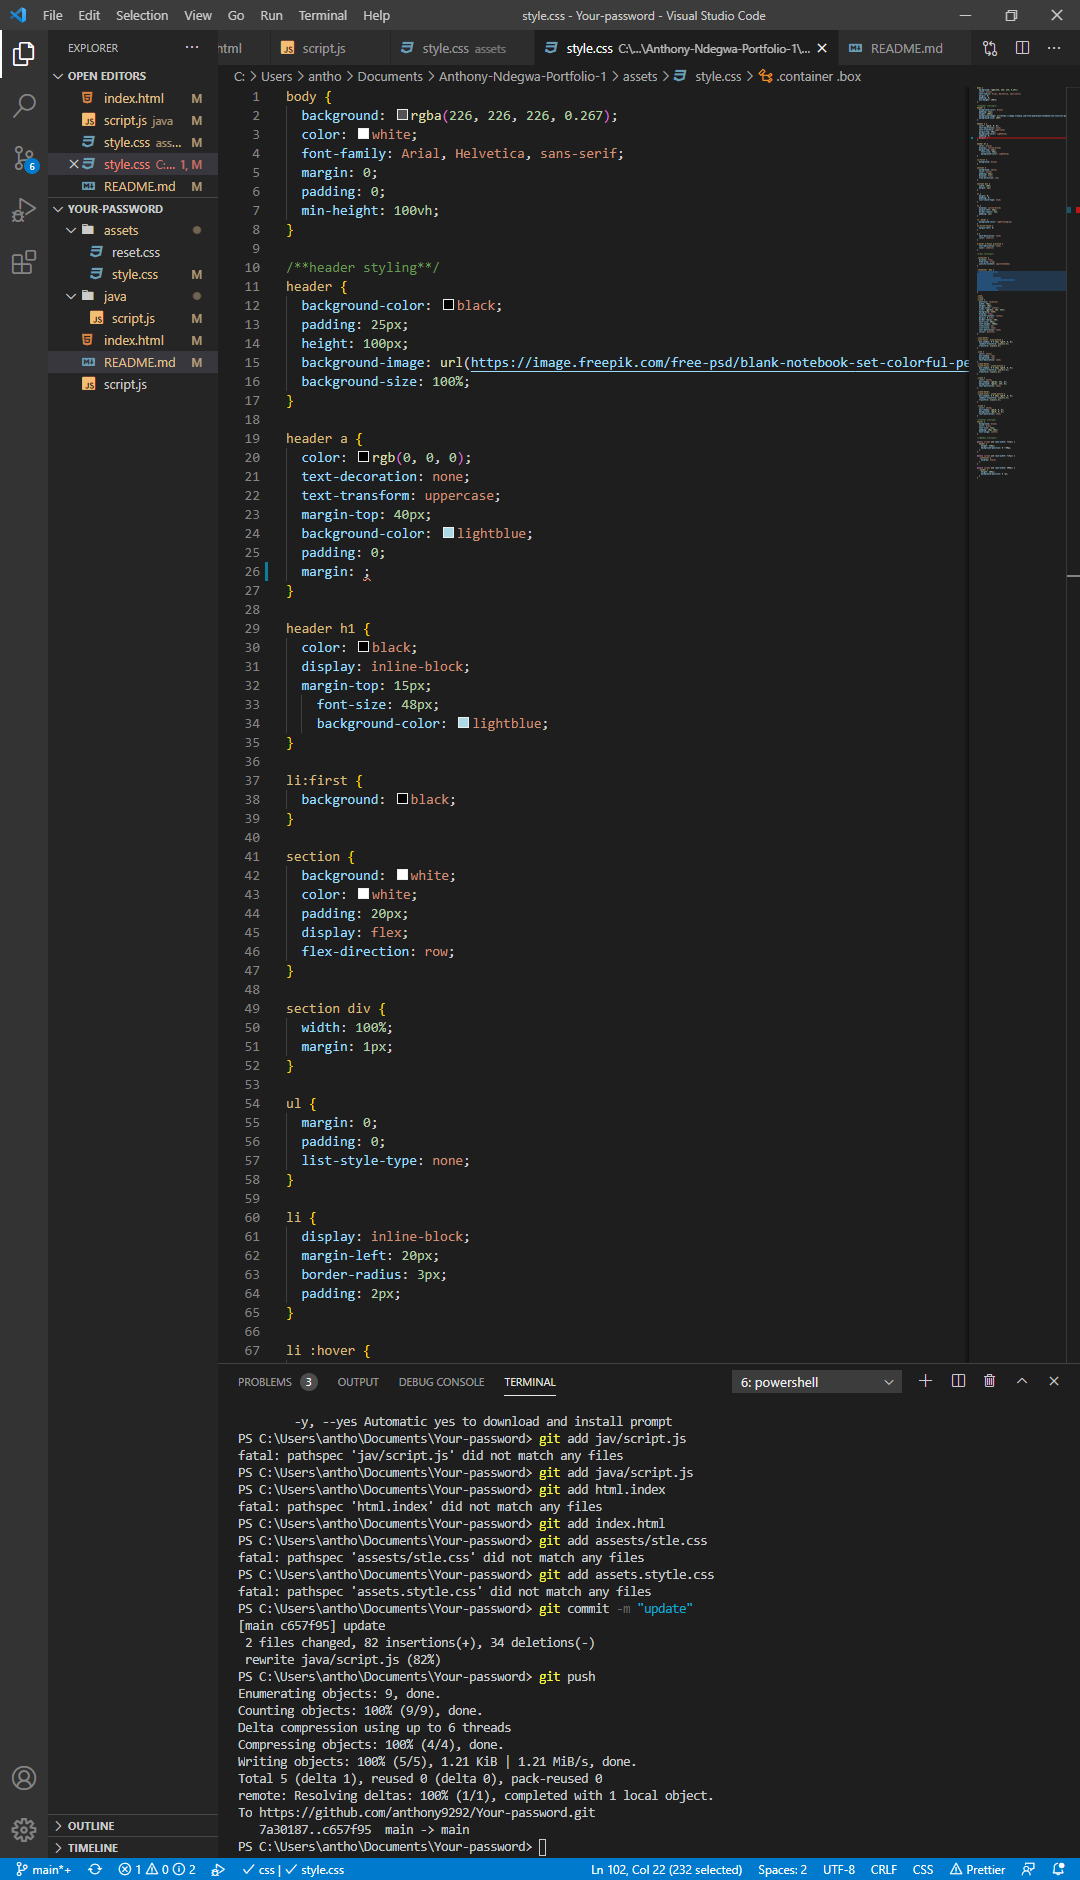 File Edit Selection View Go Run Terminal Help style.css - Your-password - Visual Studio Code
EXPLORER ··· html script.js style.css assets style.css C:\...\Anthony-Ndegwa-Portfolio-1\... README.md ···
OPEN EDITORS
index.html M
script.js java M
style.css ass... M
style.css C:... 1, M
README.md M
YOUR-PASSWORD
assets
reset.css
style.css M
java
script.js M
index.html M
README.md M
script.js
C: > Users > antho > Documents > Anthony-Ndegwa-Portfolio-1 > assets > style.css > .container .box
1 body {
2 background: rgba(226, 226, 226, 0.267);
3 color: white;
4 font-family: Arial, Helvetica, sans-serif;
5 margin: 0;
6 padding: 0;
7 min-height: 100vh;
8 }
9
10 /**header styling**/
11 header {
12 background-color: black;
13 padding: 25px;
14 height: 100px;
15 background-image: url(https://image.freepik.com/free-psd/blank-notebook-set-colorful-pe
16 background-size: 100%;
17 }
18
19 header a {
20 color: rgb(0, 0, 0);
21 text-decoration: none;
22 text-transform: uppercase;
23 margin-top: 40px;
24 background-color: lightblue;
25 padding: 0;
26 margin: ;
27 }
28
29 header h1 {
30 color: black;
31 display: inline-block;
32 margin-top: 15px;
33 font-size: 48px;
34 background-color: lightblue;
35 }
36
37 li:first {
38 background: black;
39 }
40
41 section {
42 background: white;
43 color: white;
44 padding: 20px;
45 display: flex;
46 flex-direction: row;
47 }
48
49 section div {
50 width: 100%;
51 margin: 1px;
52 }
53
54 ul {
55 margin: 0;
56 padding: 0;
57 list-style-type: none;
58 }
59
60 li {
61 display: inline-block;
62 margin-left: 20px;
63 border-radius: 3px;
64 padding: 2px;
65 }
66
67 li :hover {
PROBLEMS 3 OUTPUT DEBUG CONSOLE TERMINAL 6: powershell
-y, --yes Automatic yes to download and install prompt
PS C:\Users\antho\Documents\Your-password> git add jav/script.js
fatal: pathspec 'jav/script.js' did not match any files
PS C:\Users\antho\Documents\Your-password> git add java/script.js
PS C:\Users\antho\Documents\Your-password> git add html.index
fatal: pathspec 'html.index' did not match any files
PS C:\Users\antho\Documents\Your-password> git add index.html
PS C:\Users\antho\Documents\Your-password> git add assests/stle.css
fatal: pathspec 'assests/stle.css' did not match any files
PS C:\Users\antho\Documents\Your-password> git add assets.stytle.css
fatal: pathspec 'assets.stytle.css' did not match any files
PS C:\Users\antho\Documents\Your-password> git commit -m "update"
[main c657f95] update
2 files changed, 82 insertions(+), 34 deletions(-)
rewrite java/script.js (82%)
PS C:\Users\antho\Documents\Your-password> git push
Enumerating objects: 9, done.
Counting objects: 100% (9/9), done.
Delta compression using up to 6 threads
Compressing objects: 100% (4/4), done.
Writing objects: 100% (5/5), 1.21 KiB | 1.21 MiB/s, done.
Total 5 (delta 1), reused 0 (delta 0), pack-reused 0
remote: Resolving deltas: 100% (1/1), completed with 1 local object.
To https://github.com/anthony9292/Your-password.git
7a30187..c657f95 main -> main
PS C:\Users\antho\Documents\Your-password>
6
OUTLINE
TIMELINE
main*+ 1 0 2 css | style.css Ln 102, Col 22 (232 selected) Spaces: 2 UTF-8 CRLF CSS Prettier